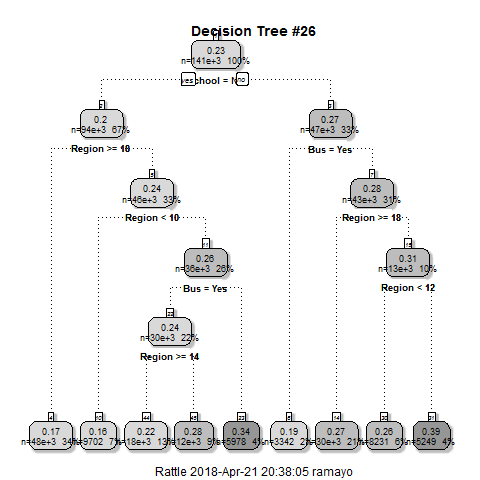 Decision Tree #26
0.23
n=141e+3 100%
yes School = No no
2
0.2
n=94e+3 67%
3
0.27
n=47e+3 33%
Region >= 18
Bus = Yes
5
0.24
n=46e+3 33%
7
0.28
n=43e+3 31%
Region < 10
Region >= 18
11
0.26
n=36e+3 26%
15
0.31
n=13e+3 10%
Bus = Yes
Region < 12
22
0.24
n=30e+3 22%
Region >= 14
4
0.17
n=48e+3 34%
10
0.16
n=9702 7%
44
0.22
n=18e+3 13%
45
0.28
n=12e+3 9%
23
0.34
n=5978 4%
6
0.19
n=3342 2%
14
0.27
n=30e+3 21%
30
0.26
n=8231 6%
31
0.39
n=5249 4%
Rattle 2018-Apr-21 20:38:05 ramayo